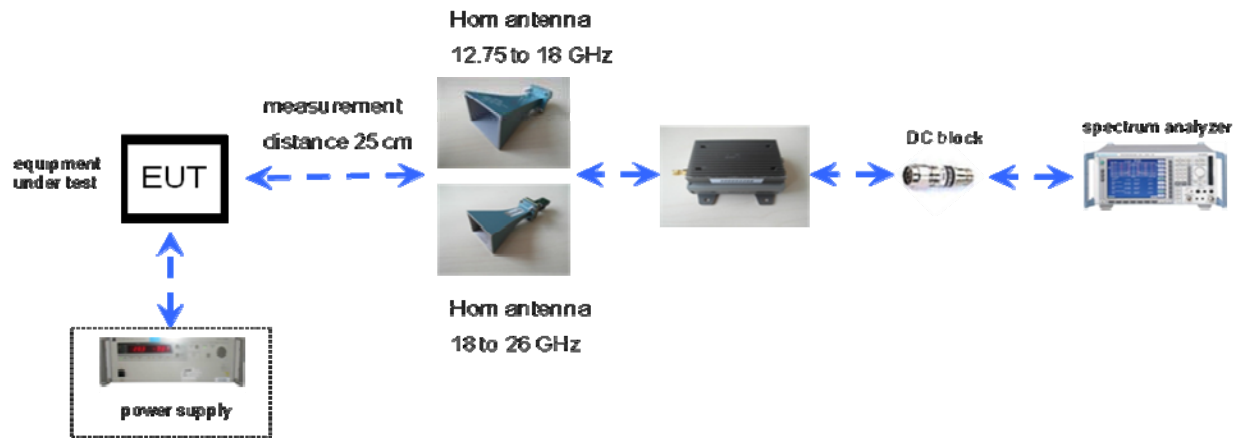 Horn antenna
12.75 to 18 GHz
measurement
distance 25 cm
equipment
under test
EUT
DC block
spectrum analyzer
Horn antenna
18 to 26 GHz
power supply